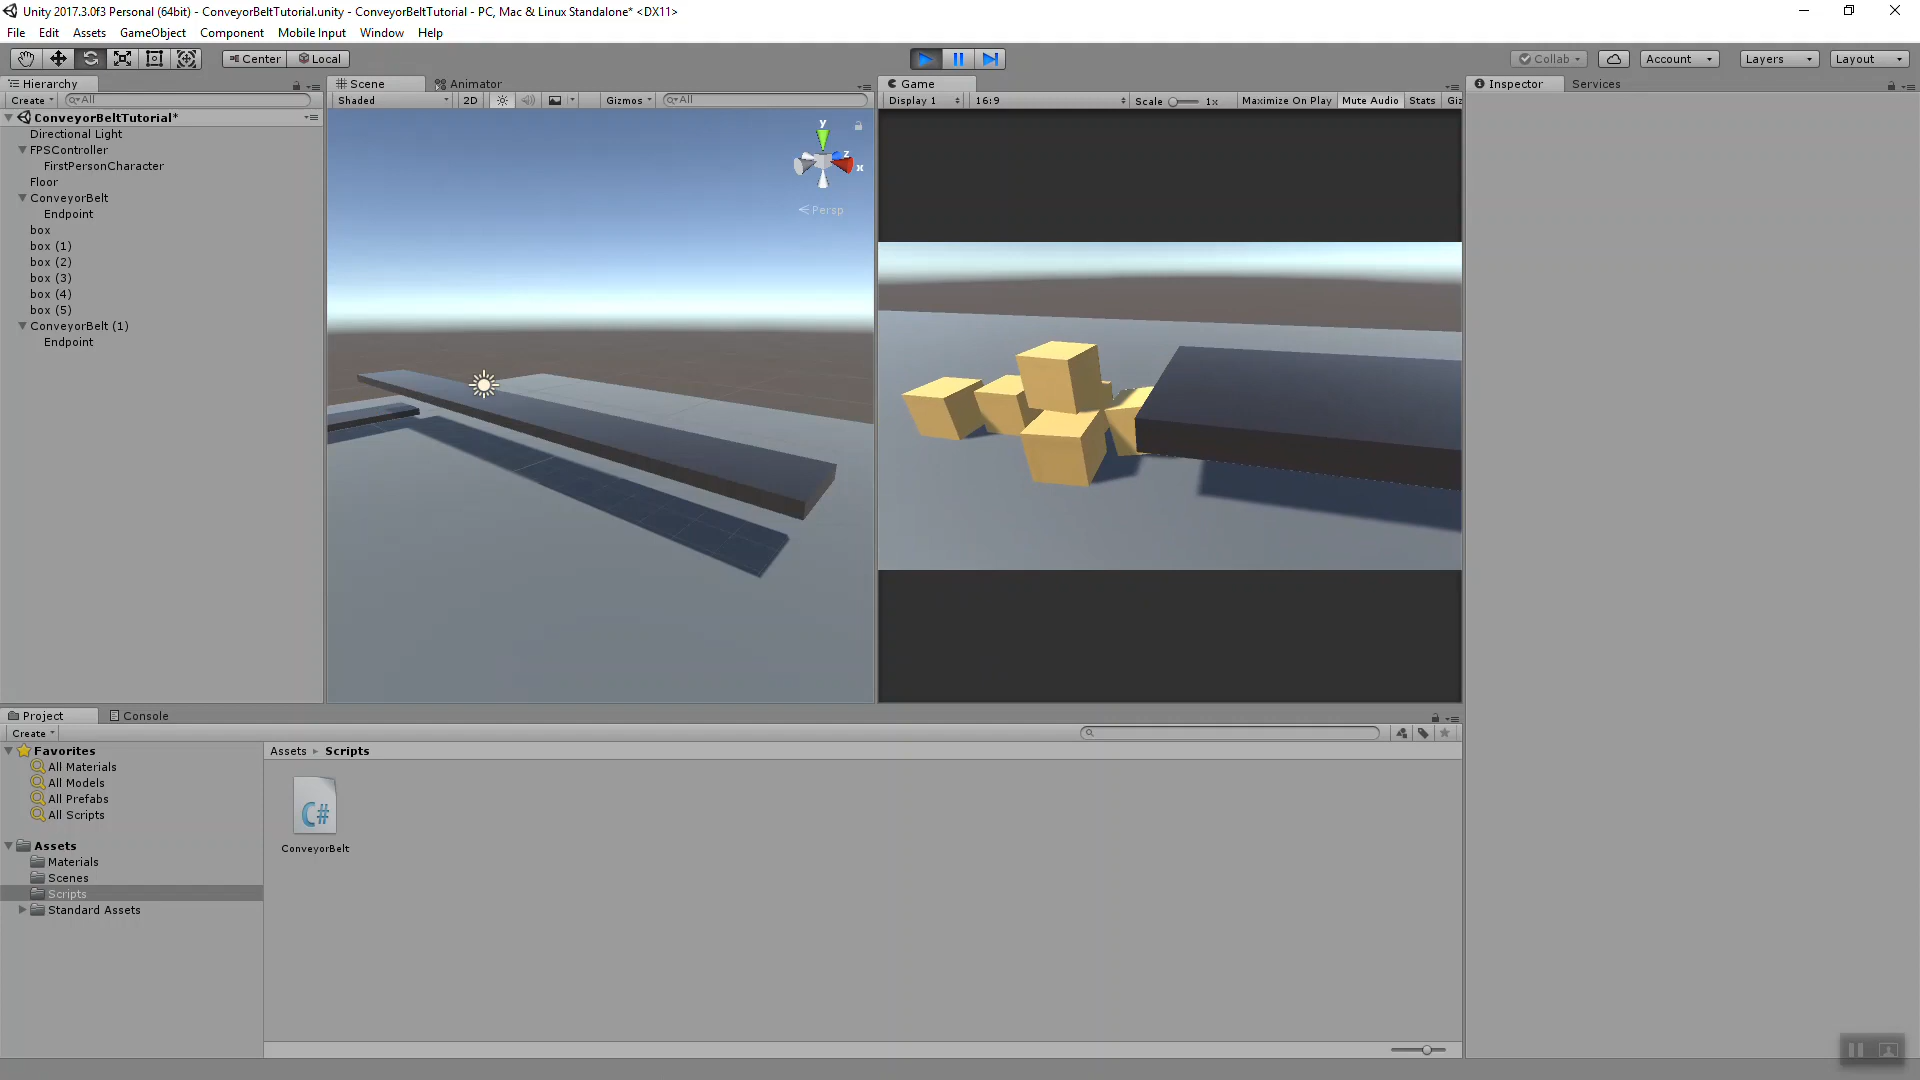 Unity 2017.3.0f3 Personal (64bit) - ConveyorBeltTutorial.unity - ConveyorBeltTutorial - PC, Mac & Linux Standalone* <DX11>
File Edit Assets GameObject Component Mobile Input Window Help
Center Local Collab Account Layers Layout
Hierarchy
Create All
ConveyorBeltTutorial*
Directional Light
FPSController
FirstPersonCharacter
Floor
ConveyorBelt
Endpoint
box
box (1)
box (2)
box (3)
box (4)
box (5)
ConveyorBelt (1)
Endpoint
Scene Animator
Shaded 2D Gizmos All
y
z
x
Persp
Game
Display 1 16:9 Scale 1x Maximize On Play Mute Audio Stats Giz
Inspector Services
Project Console
Create
Favorites
All Materials
All Models
All Prefabs
All Scripts
Assets
Materials
Scenes
Scripts
Standard Assets
Assets Scripts
C#
ConveyorBelt